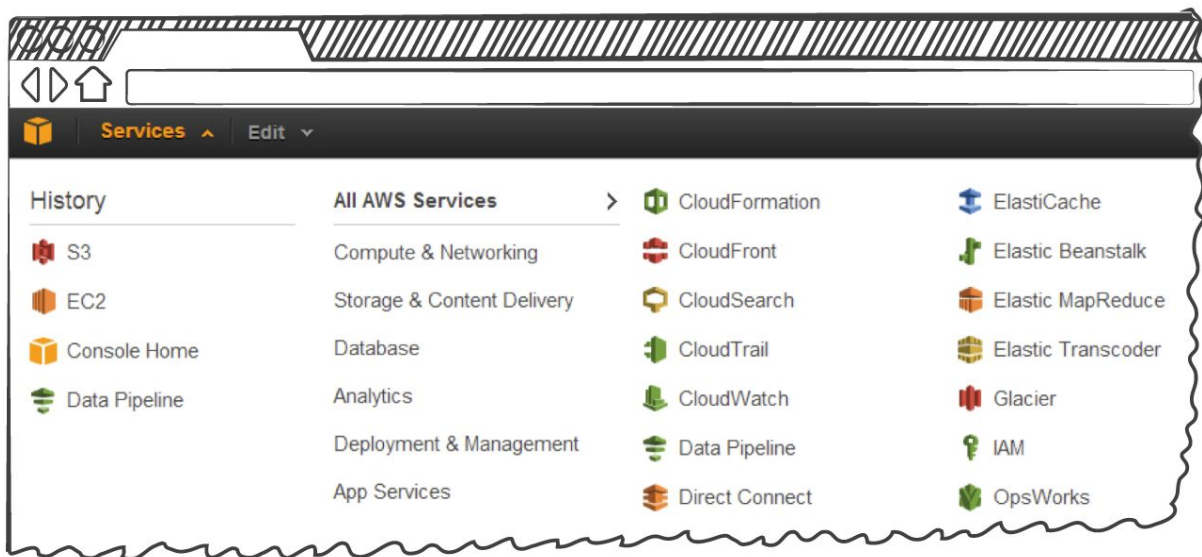 Services
Edit
History
S3
EC2
Console Home
Data Pipeline
All AWS Services
Compute & Networking
Storage & Content Delivery
Database
Analytics
Deployment & Management
App Services
CloudFormation
CloudFront
CloudSearch
CloudTrail
CloudWatch
Data Pipeline
Direct Connect
ElastiCache
Elastic Beanstalk
Elastic MapReduce
Elastic Transcoder
Glacier
IAM
OpsWorks